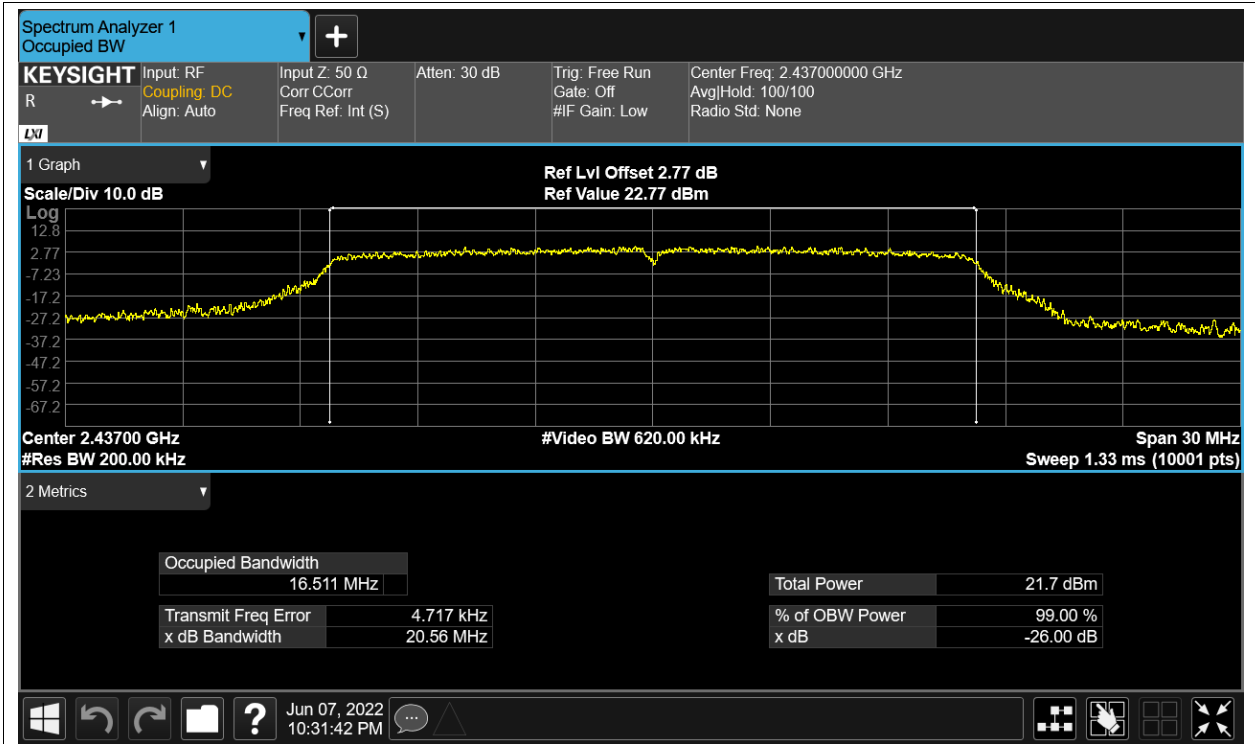 Spectrum Analyzer 1
Occupied BW
KEYSIGHT
R
LXI
Input: RF
Coupling: DC
Align: Auto
Input Z: 50 Ω
Corr CCorr
Freq Ref: Int (S)
Atten: 30 dB
Trig: Free Run
Gate: Off
#IF Gain: Low
Center Freq: 2.437000000 GHz
Avg|Hold: 100/100
Radio Std: None
1 Graph
Scale/Div 10.0 dB
Ref Lvl Offset 2.77 dB
Ref Value 22.77 dBm
Log
12.8
2.77
-7.23
-17.2
-27.2
-37.2
-47.2
-57.2
-67.2
Center 2.43700 GHz
#Video BW 620.00 kHz
Span 30 MHz
#Res BW 200.00 kHz
Sweep 1.33 ms (10001 pts)
2 Metrics
Occupied Bandwidth
16.511 MHz
Transmit Freq Error 4.717 kHz
x dB Bandwidth 20.56 MHz
Total Power 21.7 dBm
% of OBW Power 99.00 %
x dB -26.00 dB
?
Jun 07, 2022
10:31:42 PM